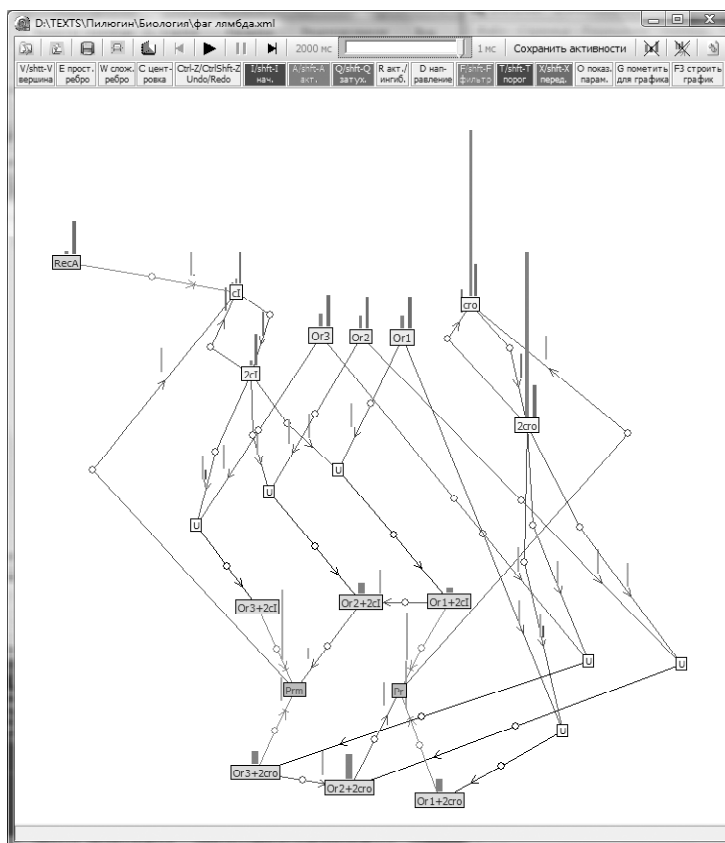 D:\TEXTS\Пилюгин\Биология\фаг лямбда.xml
2000 мс
1 мс
Сохранить активности
V/shtt-V вершина
E прост. ребро
W слож. ребро
C цент- ровка
Ctrl-Z/CtrlShft-Z Undo/Redo
I/shft-I нач.
A/shft-A акт.
Q/shft-Q затух.
R акт./ ингиб.
D нап- равление
F/shft-F фильтр
T/shft-T порог
X/shft-X перед.
O показ. парам.
G пометить для графика
F3 строить график
RecA
cI
cro
Or3
Or2
Or1
2cI
2cro
U
U
U
Or3+2cI
Or2+2cI
Or1+2cI
U
U
Prm
Pr
U
Or3+2cro
Or2+2cro
Or1+2cro